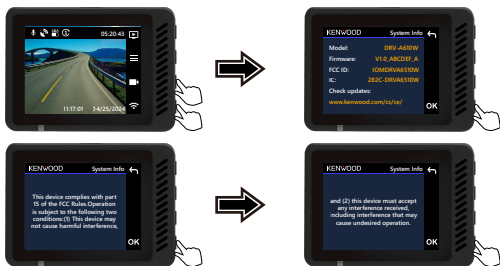 05:20:43
11:17:01 34/25/2024
KENWOOD System Info
Model: DRV-A610W
Firmware: V1.0_ABCDEF_A
FCC ID: IOMDRVA6510W
IC: 282C-DRVA6510W
Check updates:
www.kenwood.com/cs/ce/
OK
KENWOOD System Info
This device complies with part
15 of the FCC Rules.Operation
is subject to the following two
conditions:(1) This device may
not cause harmful interference,
OK
KENWOOD System Info
and (2) this device must accept
any interference received,
including interference that may
cause undesired operation.
OK